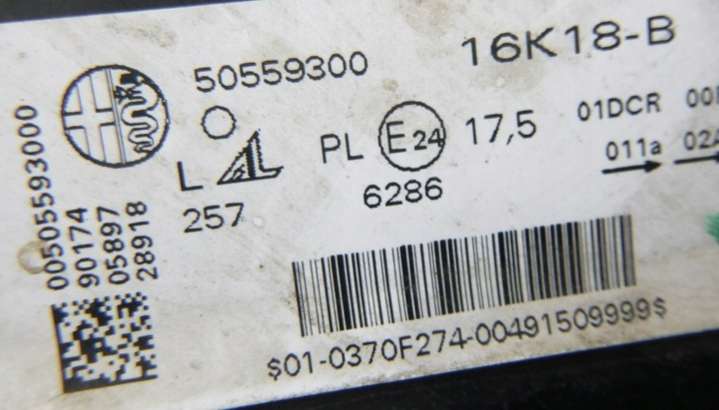 50559300
16K18-B
L
PL E24 17,5
01DCR
257
6286
011a
00505593000
90174
05897
28918
$01-0370F274-00491509999$